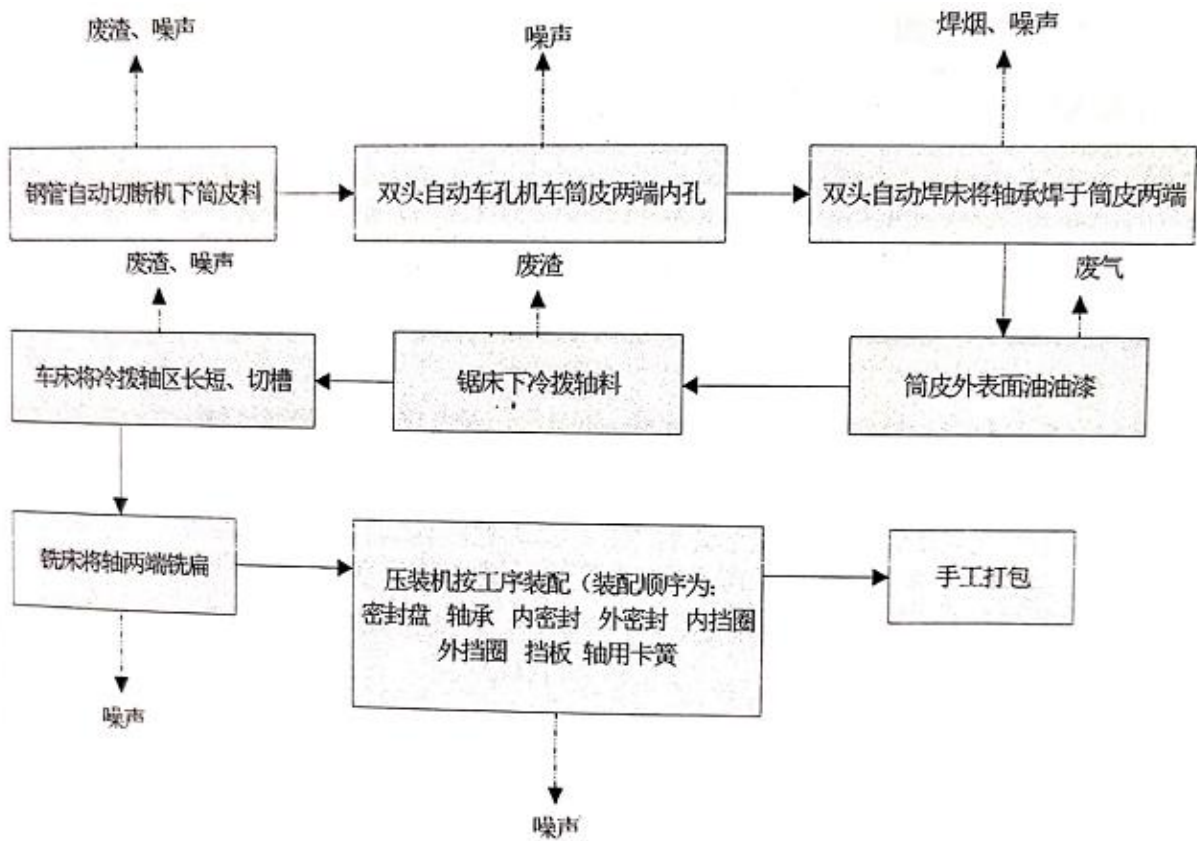 废渣、噪声
噪声
焊烟、噪声
钢管自动切断机下筒皮料
双头自动车孔机车筒皮两端内孔
双头自动焊床将轴承焊于筒皮两端
废渣、噪声
废渣
废气
车床将冷拨轴区长短、切槽
锯床下冷拨轴料
筒皮外表面油油漆
铣床将轴两端铣扁
压装机按工序装配（装配顺序为：
密封盘 轴承 内密封 外密封 内挡圈
外挡圈 挡板 轴用卡簧
手工打包
噪声
噪声